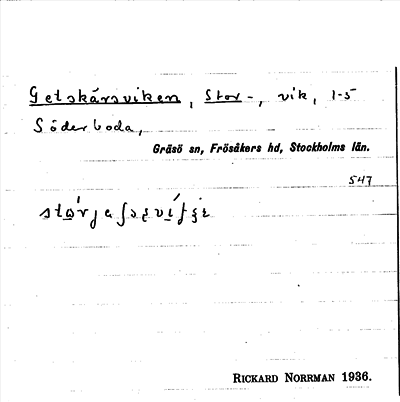 Getskärsviken, Stor-, vik, 1-5
Söderboda,
Gräsö sn, Frösåkers hd, Stockholms län.
547
RICKARD NORRMAN 1936.